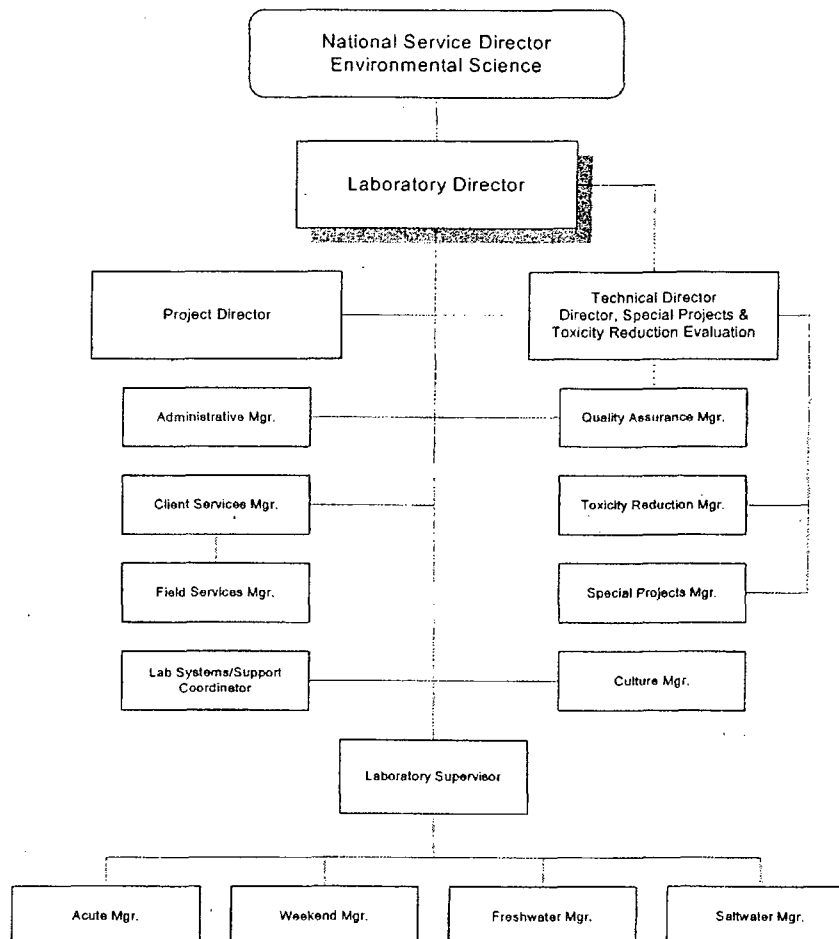 National Service Director
Environmental Science
Laboratory Director
Project Director
Technical Director
Director, Special Projects &
Toxicity Reduction Evaluation
Administrative Mgr.
Quality Assurance Mgr.
Client Services Mgr.
Toxicity Reduction Mgr.
Field Services Mgr.
Special Projects Mgr.
Lab Systems/Support
Coordinator
Culture Mgr.
Laboratory Supervisor
Acute Mgr.
Weekend Mgr.
Freshwater Mgr.
Saltwater Mgr.